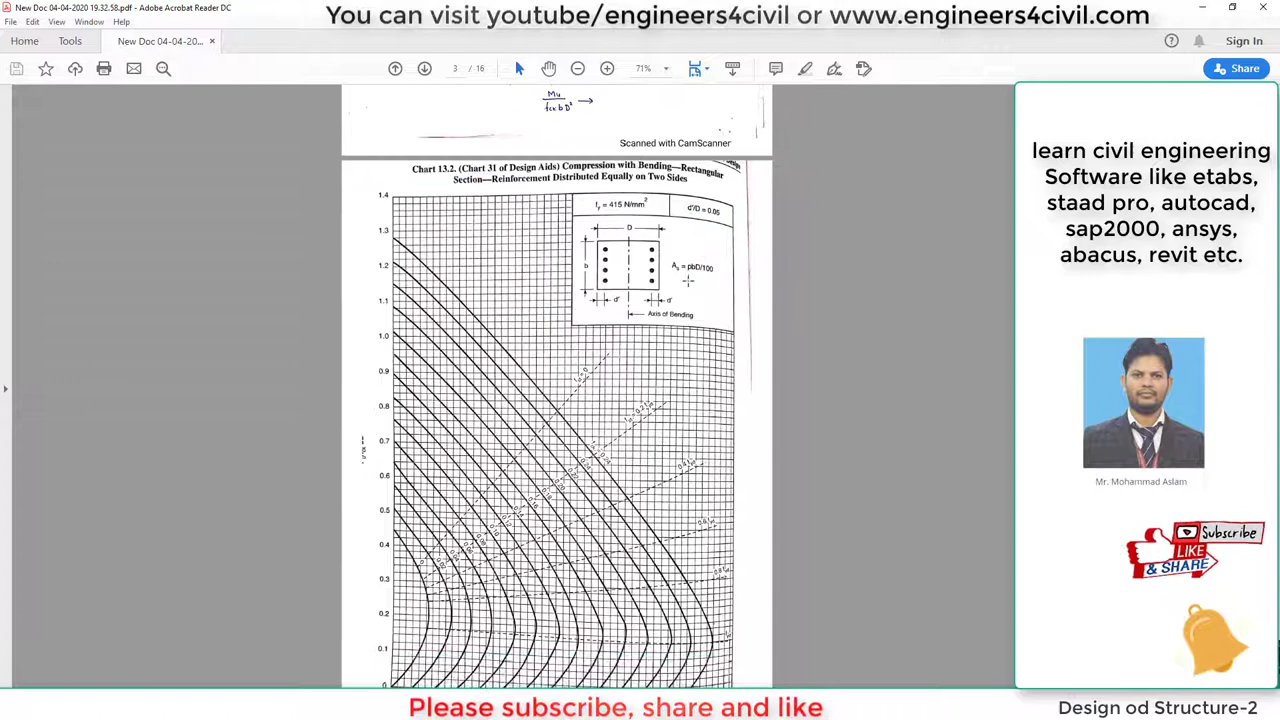 New Doc 04-04-2020 19.32.58.pdf - Adobe Acrobat Reader DC
You can visit youtube/engineers4civil or www.engineers4civil.com
File Edit View Window Help
Home Tools New Doc 04-04-20... × Sign In
3 / 16 71% Share
Mu
fck b D²
Scanned with CamScanner
Chart 13.2. (Chart 31 of Design Aids) Compression with Bending—Rectangular
Section—Reinforcement Distributed Equally on Two Sides
fy = 415 N/mm² d'/D = 0.05
D
b
As = pbD/100
d' d'
Axis of Bending
1.4
1.3
1.2
1.1
1.0
0.9
0.8
0.7
0.6
0.5
0.4
0.3
0.2
0.1
0
learn civil engineering
Software like etabs,
staad pro, autocad,
sap2000, ansys,
abacus, revit etc.
Mr. Mohammad Aslam
Subscribe
LIKE
& SHARE
Please subscribe, share and like
Design od Structure-2